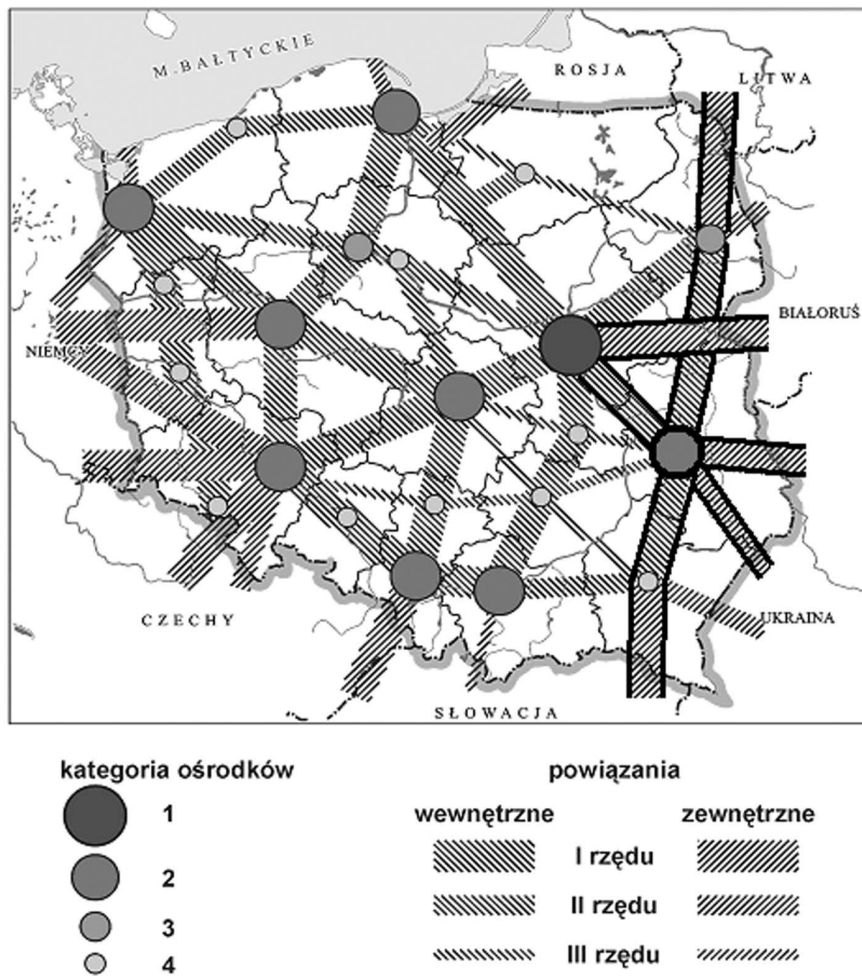 M. BAŁTYCKIE
ROSJA
LITWA
BIAŁORUŚ
NIEMCY
CZECHY
UKRAINA
SŁOWACJA
kategoria ośrodków
powiązania
wewnętrzne zewnętrzne
1
I rzędu
2
II rzędu
3
III rzędu
4